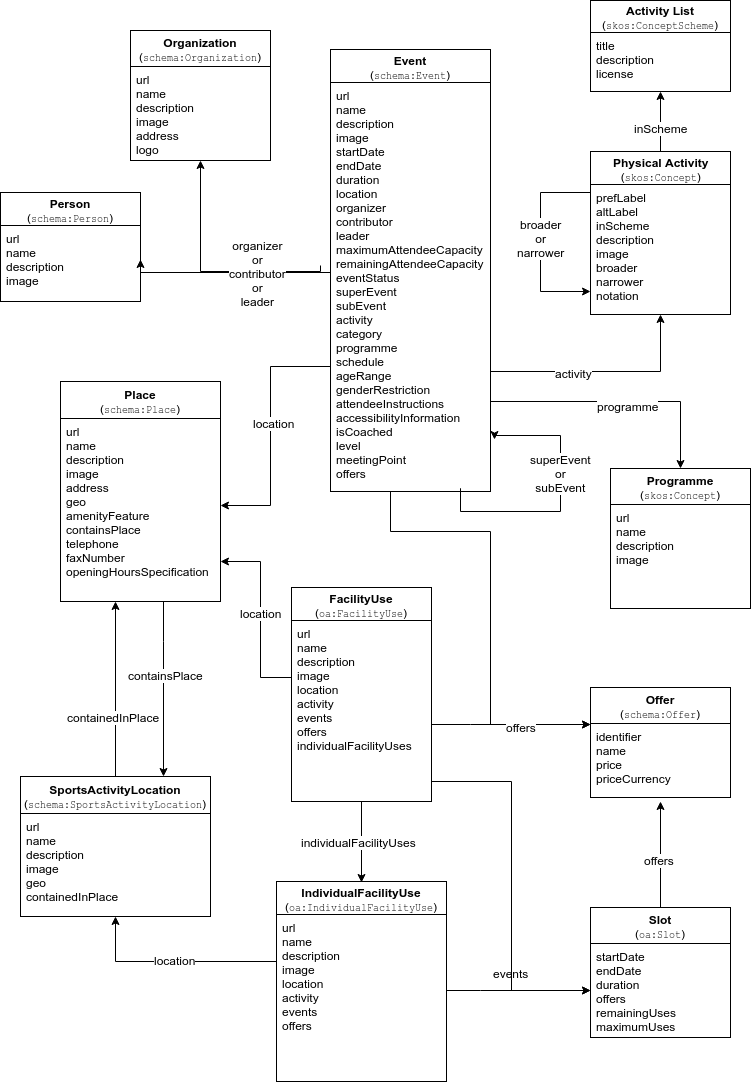 Activity List
(skos:ConceptScheme)
title
description
license
inScheme
Organization
(schema:Organization)
url
name
description
image
address
logo
Event
(schema:Event)
url
name
description
image
startDate
endDate
duration
location
organizer
contributor
leader
maximumAttendeeCapacity
remainingAttendeeCapacity
eventStatus
superEvent
subEvent
activity
category
programme
schedule
ageRange
genderRestriction
attendeeInstructions
accessibilityInformation
isCoached
level
meetingPoint
offers
Physical Activity
(skos:Concept)
prefLabel
altLabel
inScheme
description
image
broader
narrower
notation
broader
or
narrower
Person
(schema:Person)
url
name
description
image
organizer
or
contributor
or
leader
activity
programme
superEvent
or
subEvent
Programme
(skos:Concept)
url
name
description
image
Place
(schema:Place)
url
name
description
image
address
geo
amenityFeature
containsPlace
telephone
faxNumber
openingHoursSpecification
location
location
FacilityUse
(oa:FacilityUse)
url
name
description
image
location
activity
events
offers
individualFacilityUses
containsPlace
containedInPlace
offers
Offer
(schema:Offer)
identifier
name
price
priceCurrency
SportsActivityLocation
(schema:SportsActivityLocation)
url
name
description
image
geo
containedInPlace
individualFacilityUses
offers
IndividualFacilityUse
(oa:IndividualFacilityUse)
url
name
description
image
location
activity
events
offers
location
events
Slot
(oa:Slot)
startDate
endDate
duration
offers
remainingUses
maximumUses